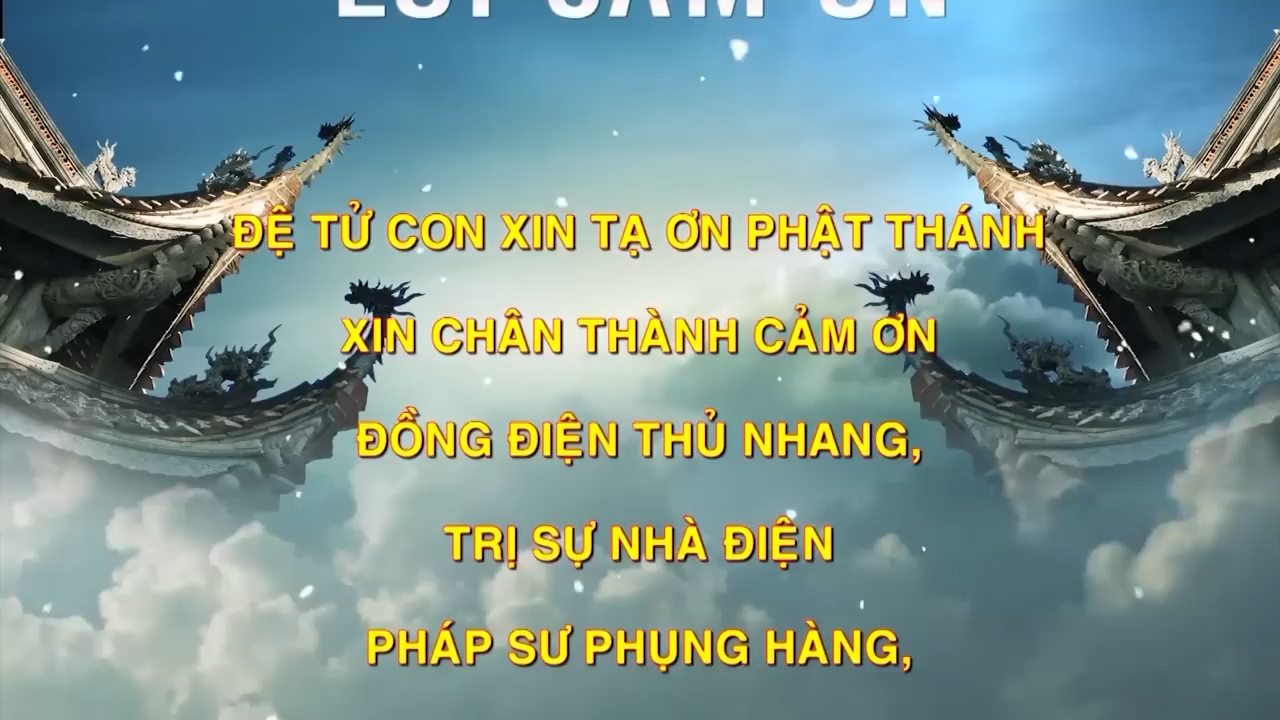 ĐỆ TỬ CON XIN TẠ ƠN PHẬT THÁNH
XIN CHÂN THÀNH CẢM ƠN
ĐỒNG ĐIỆN THỦ NHANG,
TRỊ SỰ NHÀ ĐIỆN
PHÁP SƯ PHỤNG HÀNG,